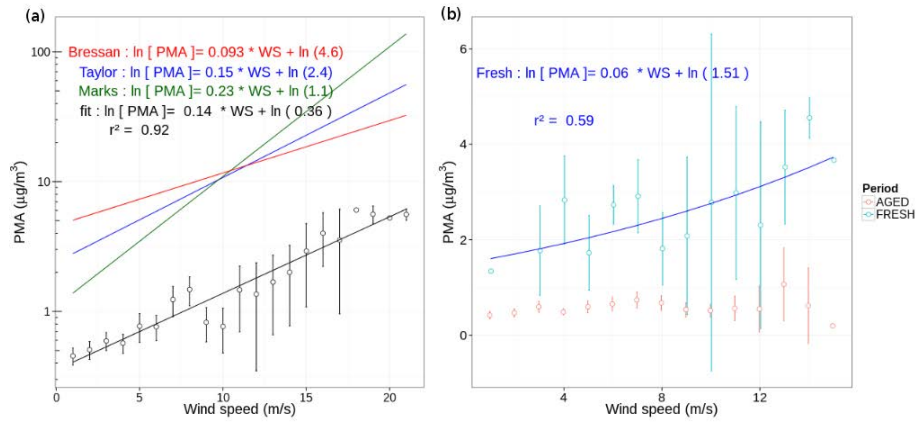 (a)
100
10
1
PMA (µg/m³)
Bressan : ln [ PMA ]= 0.093 * WS + ln (4.6)
Taylor : ln [ PMA ]= 0.15 * WS + ln (2.4)
Marks : ln [ PMA ]= 0.23 * WS + ln (1.1)
fit : ln [ PMA ]= 0.14 * WS + ln ( 0.36 )
r² = 0.92
0 5 10 15 20
Wind speed (m/s)
(b)
6
4
2
0
PMA (µg/m³)
Fresh : ln [ PMA ]= 0.06 * WS + ln ( 1.51 )
r² = 0.59
4 8 12
Wind speed (m/s)
Period
AGED
FRESH